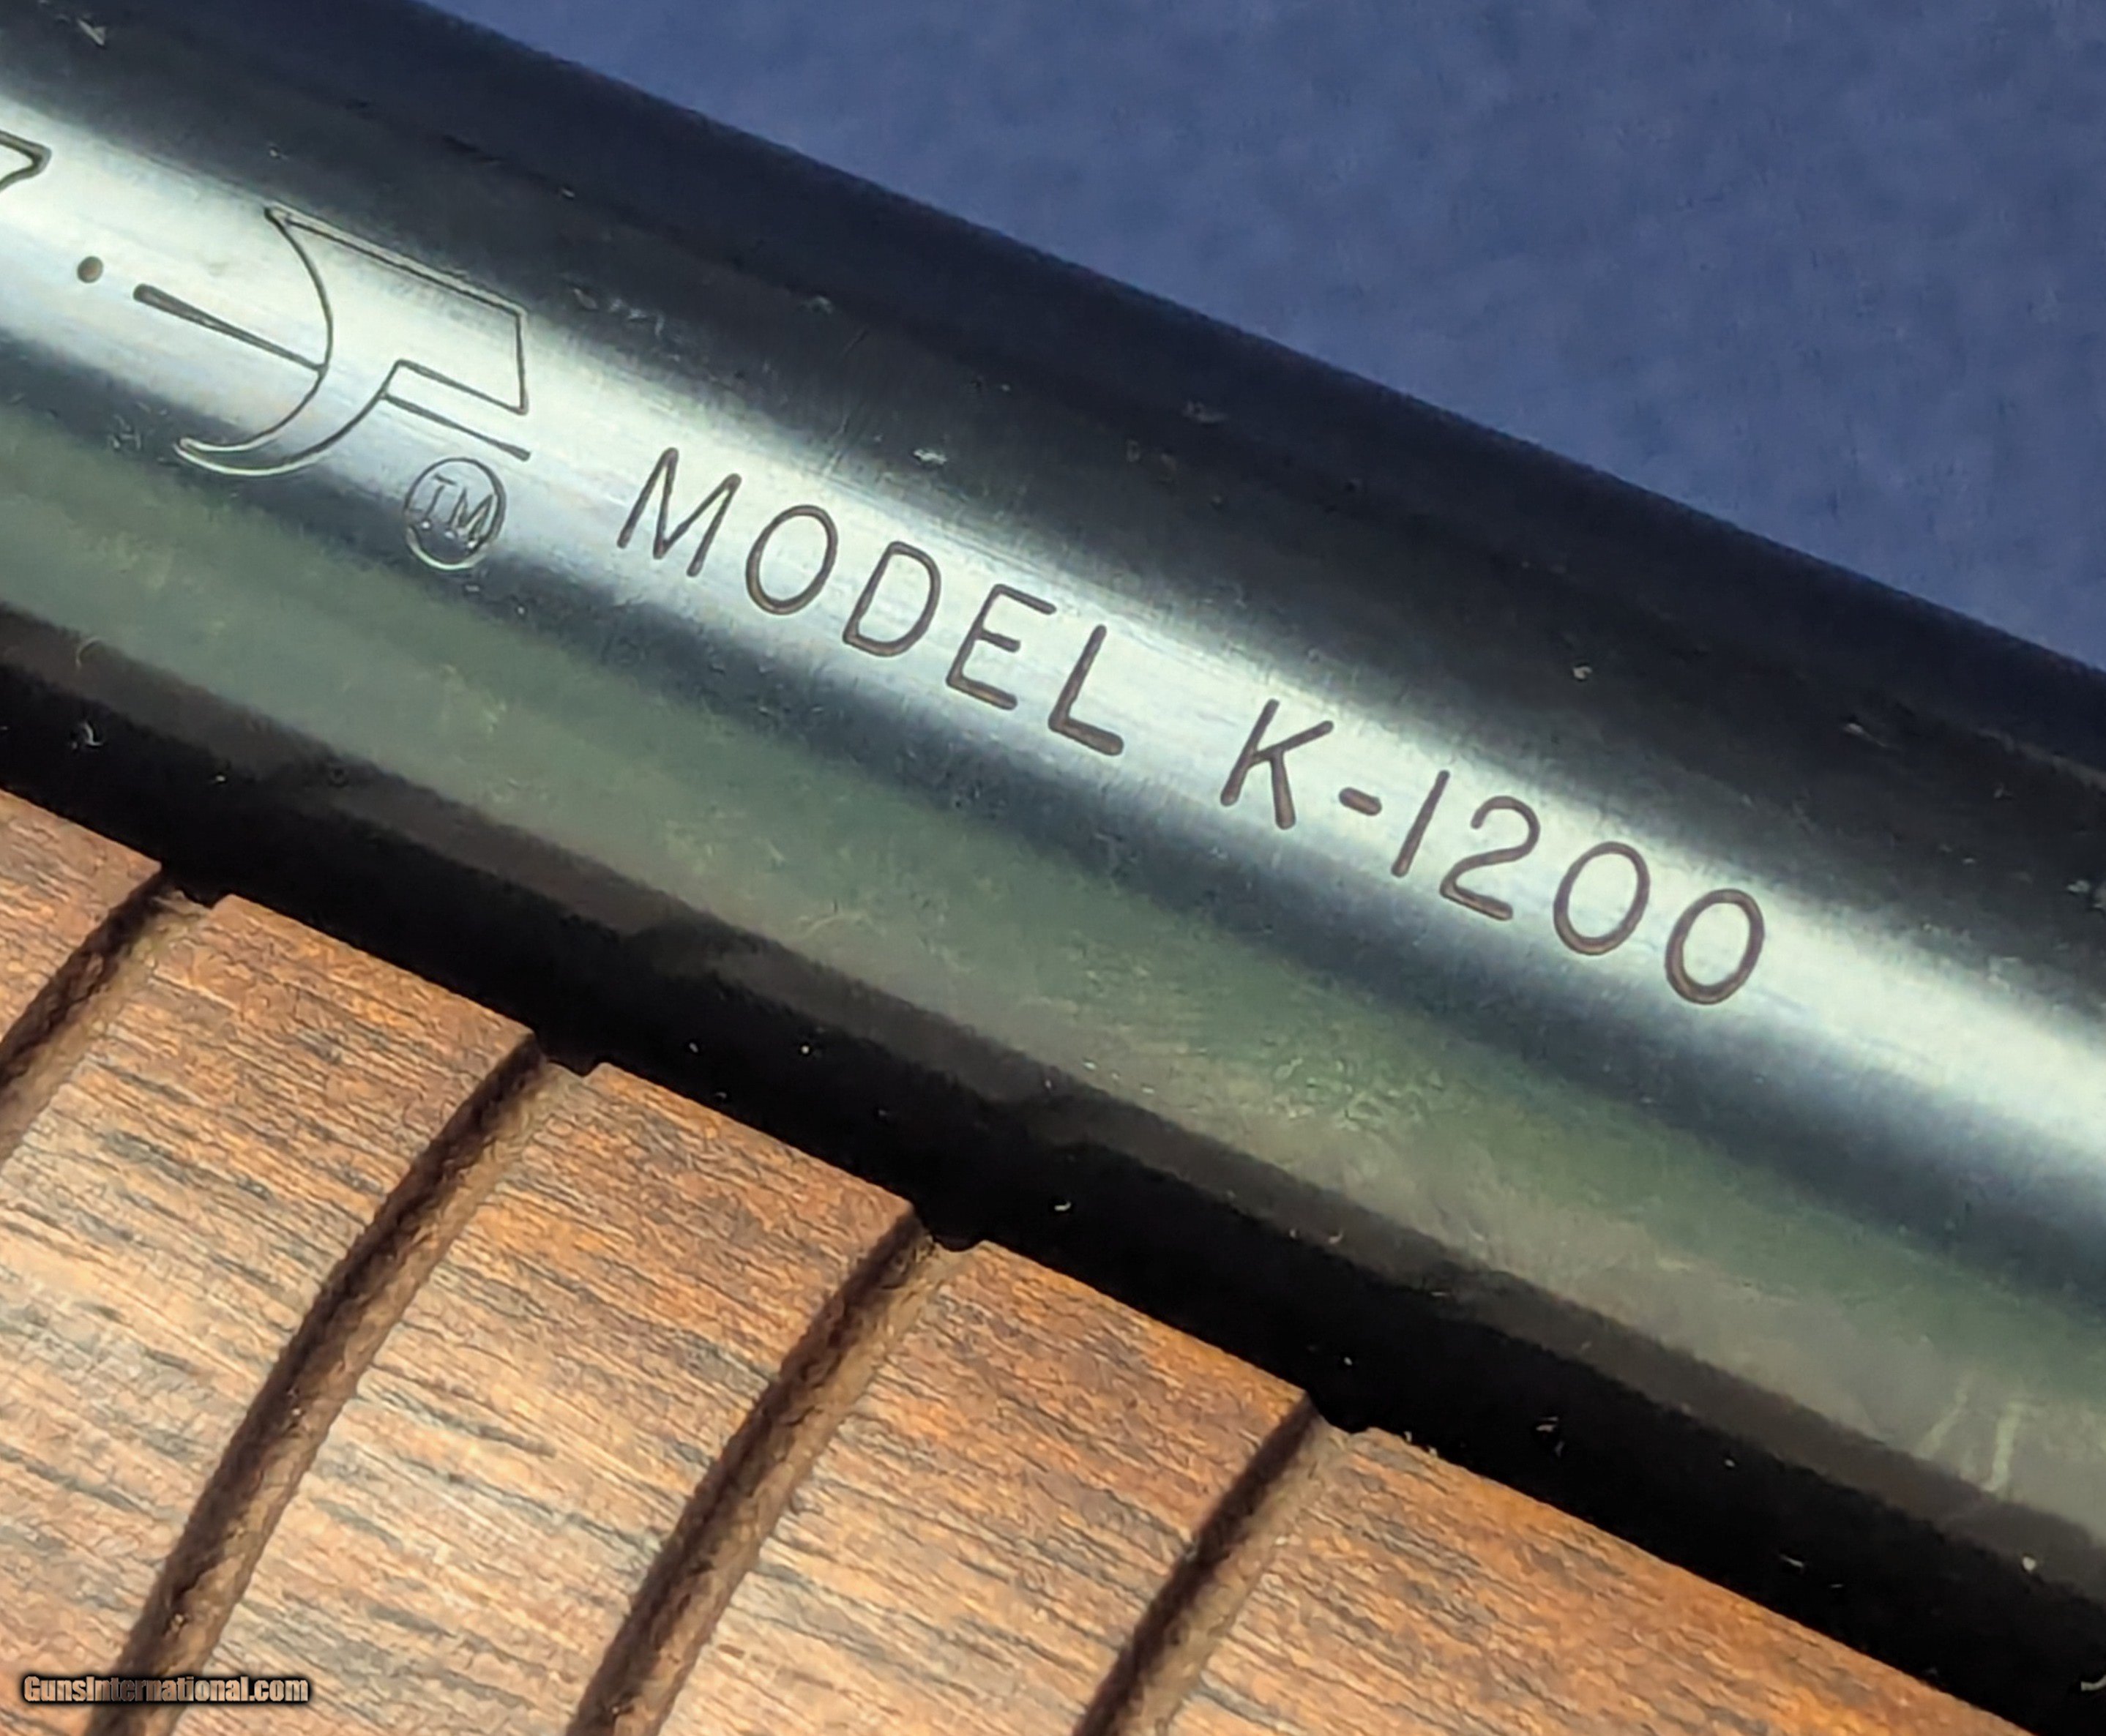 TM MODEL K-1200
GunsInternational.com